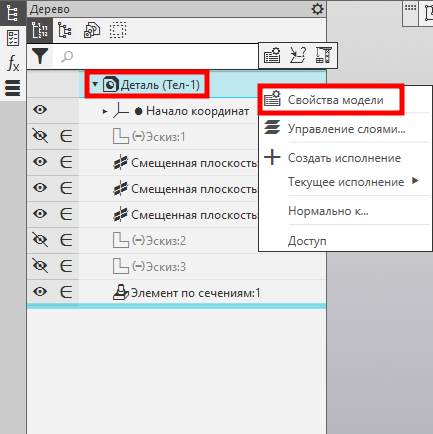 Дерево
Деталь (Тел-1)
Свойства модели
Начало координат
Управление слоями...
(−)Эскиз:1
Создать исполнение
Смещенная плоскость
Текущее исполнение
Смещенная плоскость
Нормально к...
Смещенная плоскость
(−)Эскиз:2
Доступ
(−)Эскиз:3
Элемент по сечениям:1